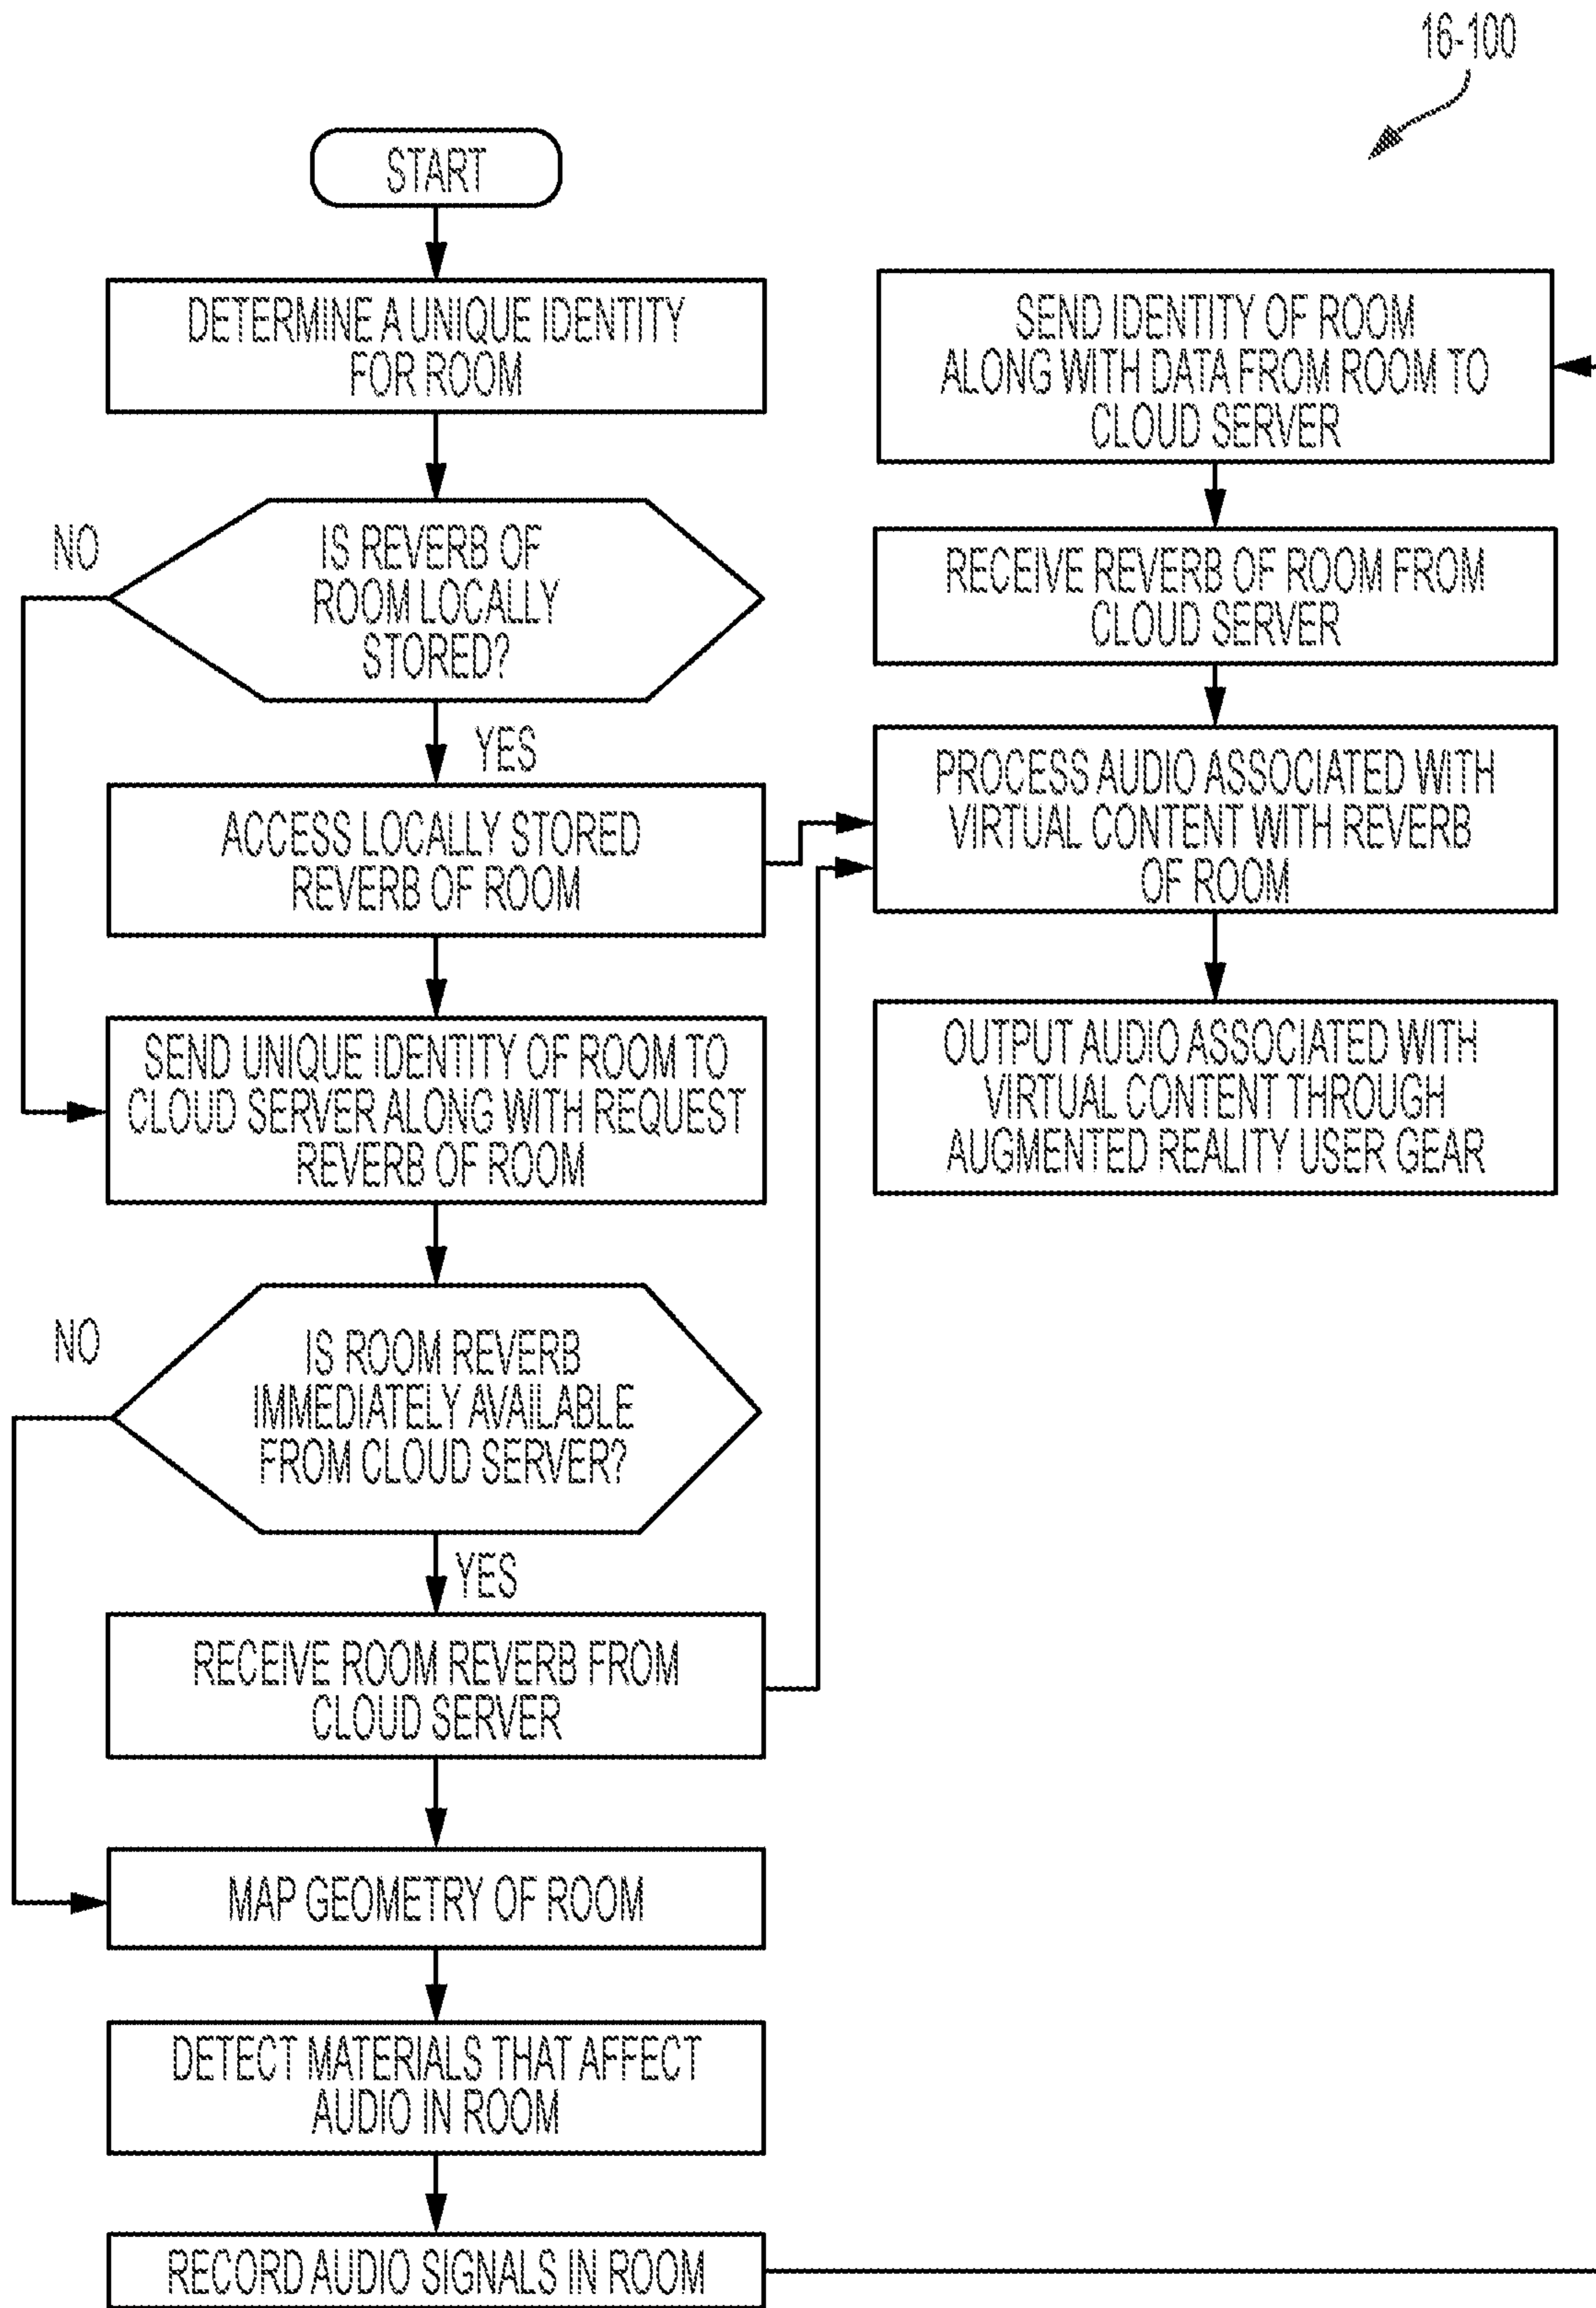 16-100
START
DETERMINE A UNIQUE IDENTITY
FOR ROOM
NO
IS REVERB OF
ROOM LOCALLY
STORED?
YES
ACCESS LOCALLY STORED
REVERB OF ROOM
SEND UNIQUE IDENTITY OF ROOM TO
CLOUD SERVER ALONG WITH REQUEST
REVERB OF ROOM
NO
IS ROOM REVERB
IMMEDIATELY AVAILABLE
FROM CLOUD SERVER?
YES
RECEIVE ROOM REVERB FROM
CLOUD SERVER
MAP GEOMETRY OF ROOM
DETECT MATERIALS THAT AFFECT
AUDIO IN ROOM
RECORD AUDIO SIGNALS IN ROOM
SEND IDENTITY OF ROOM
ALONG WITH DATA FROM ROOM TO
CLOUD SERVER
RECEIVE REVERB OF ROOM FROM
CLOUD SERVER
PROCESS AUDIO ASSOCIATED WITH
VIRTUAL CONTENT WITH REVERB
OF ROOM
OUTPUT AUDIO ASSOCIATED WITH
VIRTUAL CONTENT THROUGH
AUGMENTED REALITY USER GEAR